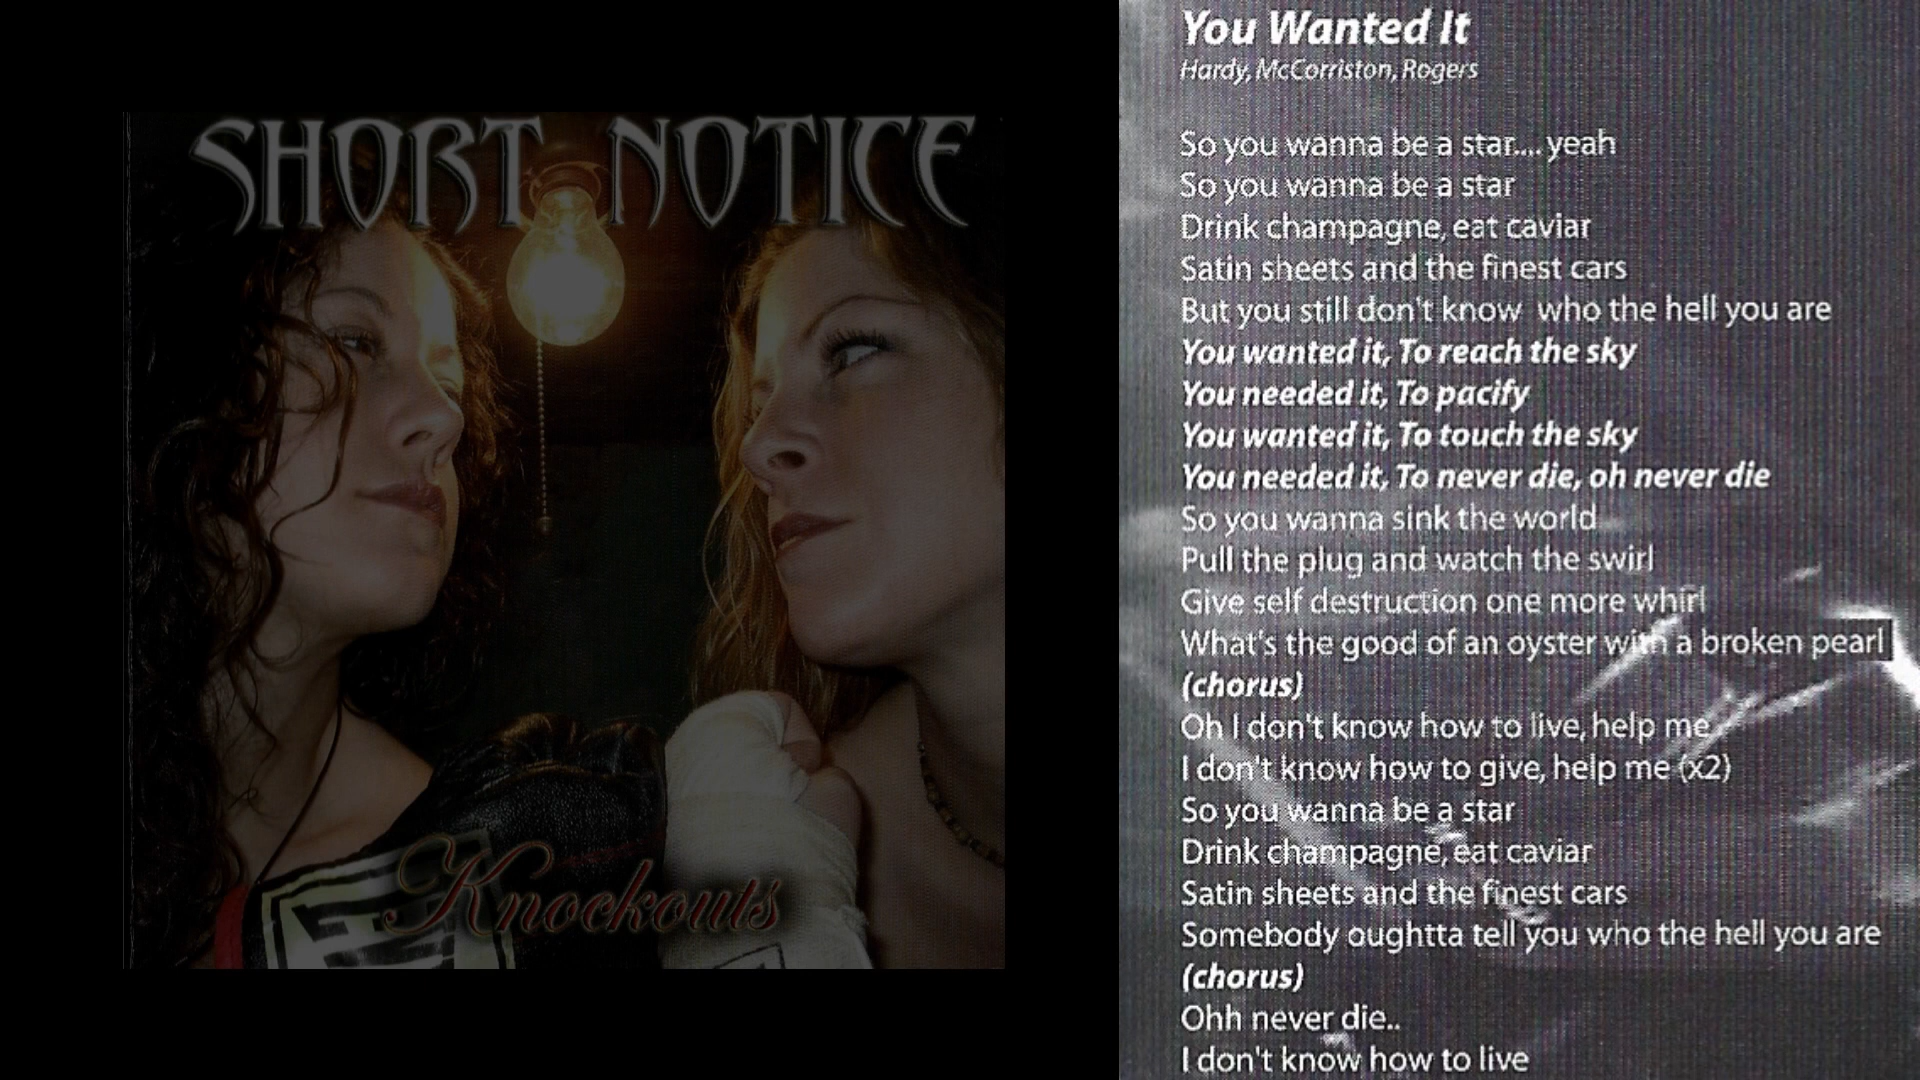 SHORT NOTICE
Knockouts
You Wanted It
Hardy, McCorriston, Rogers
So you wanna be a star.... yeah
So you wanna be a star
Drink champagne, eat caviar
Satin sheets and the finest cars
But you still don't know who the hell you are
You wanted it, To reach the sky
You needed it, To pacify
You wanted it, To touch the sky
You needed it, To never die, oh never die
So you wanna sink the world
Pull the plug and watch the swirl
Give self destruction one more whirl
What's the good of an oyster with a broken pearl
(chorus)
Oh I don't know how to live, help me
I don't know how to give, help me (x2)
So you wanna be a star
Drink champagne, eat caviar
Satin sheets and the finest cars
Somebody oughtta tell you who the hell you are
(chorus)
Ohh never die..
I don't know how to live